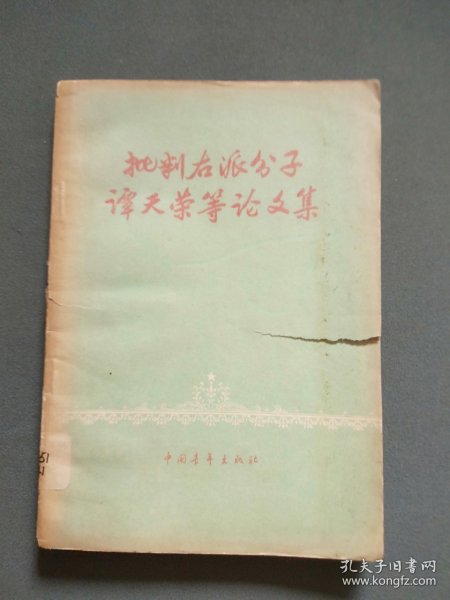 批判右派分子
谭天荣等论文集
中国青年出版社
51
孔夫子旧书网
www.kongfz.com